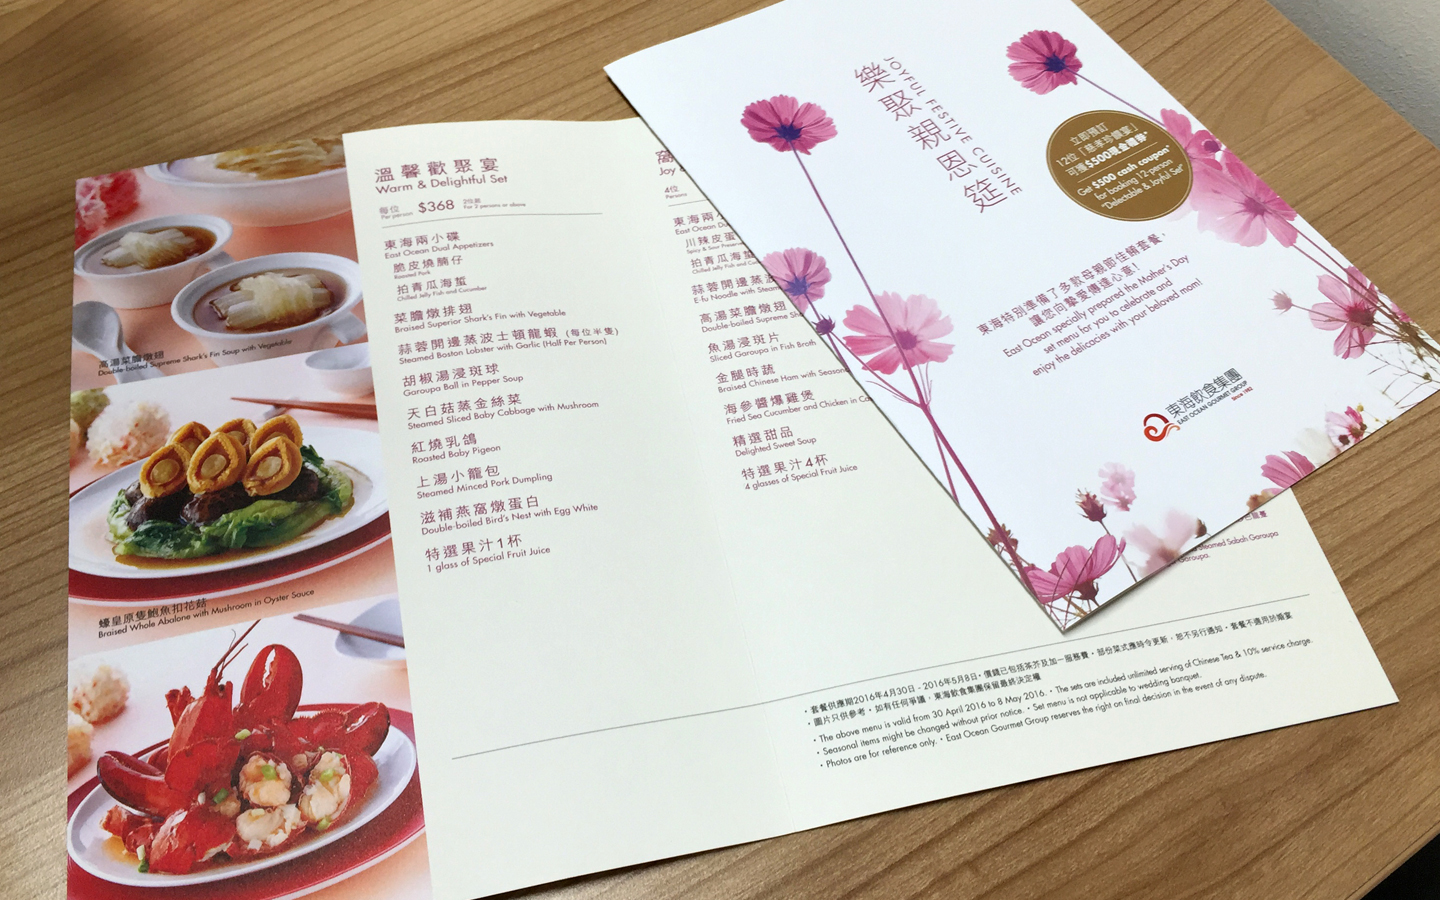 高湯菜膽燉翅
Double-boiled Supreme Shark's Fin Soup with Vegetable
蠔皇原隻鮑魚扣花菇
Braised Whole Abalone with Mushroom in Oyster Sauce
溫馨歡聚宴
Warm & Delightful Set
每位 $368 2位起
Per person For 2 persons or above
東海兩小碟
East Ocean Dual Appetizers
脆皮燒腩仔
Roasted Pork
拍青瓜海蜇
Chilled Jelly Fish and Cucumber
菜膽燉排翅
Braised Superior Shark's Fin with Vegetable
蒜蓉開邊蒸波士頓龍蝦 (每位半隻)
Steamed Boston Lobster with Garlic (Half Per Person)
胡椒湯浸斑球
Garoupa Ball in Pepper Soup
天白菇蒸金絲菜
Steamed Sliced Baby Cabbage with Mushroom
紅燒乳鴿
Roasted Baby Pigeon
上湯小籠包
Steamed Minced Pork Dumpling
滋補燕窩燉蛋白
Double-boiled Bird's Nest with Egg White
特選果汁1杯
1 glass of Special Fruit Juice
Joy
4位
Persons
東海兩小
East Ocean Du
川辣皮蛋
Spicy & Sour Preserve
拍青瓜海蜇
Chilled Jelly Fish and Cu
蒜蓉開邊蒸波
E-fu Noodle with Steam
高湯菜膽燉翅
Double-boiled Supreme Sh
魚湯浸斑片
Sliced Garoupa in Fish Broth
金腿時蔬
Braised Chinese Ham with Season
海參醬爆雞煲
Fried Sea Cucumber and Chicken in Ca
精選甜品
Delighted Sweet Soup
特選果汁4杯
4 glasses of Special Fruit Juice
Steamed Sabah Garoupa
Garoupa.
• 套餐供應期2016年4月30日 - 2016年5月8日 • 價錢已包括茶芥及加一服務費 • 部份菜式應時令更新，恕不另行通知 • 套餐不適用於婚宴
• 圖片只供參考 • 如有任何爭議，東海飲食集團保留最終決定權
• The above menu is valid from 30 April 2016 to 8 May 2016. • The sets are included unlimited serving of Chinese Tea & 10% service charge.
• Seasonal items might be changed without prior notice. • Set menu is not applicable to wedding banquet.
• Photos are for reference only. • East Ocean Gourmet Group reserves the right on final decision in the event of any dispute.
樂聚親恩筵
JOYFUL FESTIVE CUISINE
立即預訂
12位「慈孝珍饌宴」
可獲$500現金禮券*
Get $500 cash coupon*
for booking 12-person
"Delectable & Joyful Set"
東海特別準備了多款母親節佳餚套餐，
讓您向摯愛傳達心意！
East Ocean specially prepared the Mother's Day
set menu for you to celebrate and
enjoy the delicacies with your beloved mom!
東海飲食集團
EAST OCEAN GOURMET GROUP
Since 1982